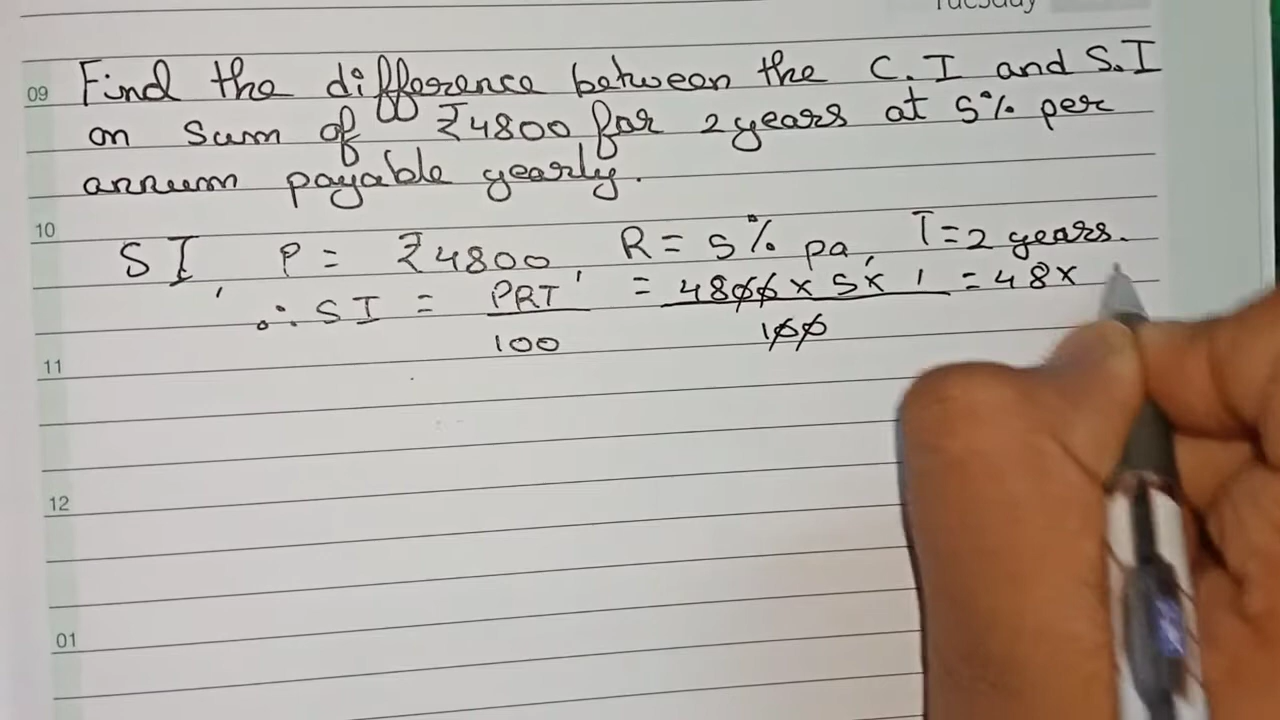 Tuesday
09 Find the difference between the C.I and S.I
on sum of ₹4800 for 2 years at 5% per
annum payable yearly.
10
SI, P = ₹4800, R = 5% pa, T=2 years.
∴ SI = PRT/100 = 4800 x 5 x 1/100 = 48x
11
12
01